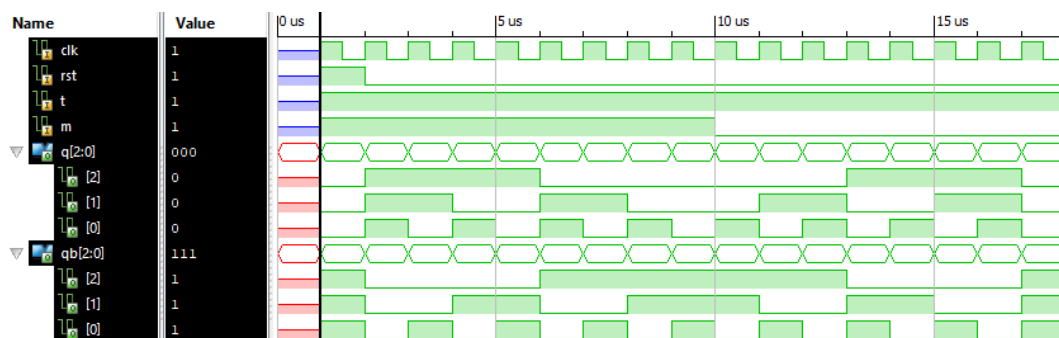 Name Value 0 us 5 us 10 us 15 us
clk 1
rst 1
t 1
m 1
q[2:0] 000
[2] 0
[1] 0
[0] 0
qb[2:0] 111
[2] 1
[1] 1
[0] 1